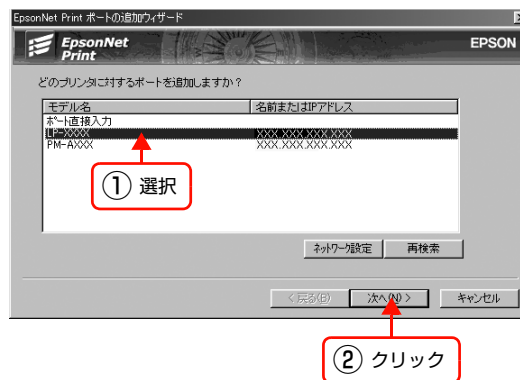 EpsonNet Print ポートの追加ウィザード
EpsonNet
Print
EPSON
どのプリンタに対するポートを追加しますか？
モデル名 名前またはIPアドレス
ポート直接入力
LP-XXXX XXX.XXX.XXX.XXX
PM-AXXX XXX.XXX.XXX.XXX
① 選択
ネットワーク設定 再検索
< 戻る(B) 次へ(N) > キャンセル
② クリック